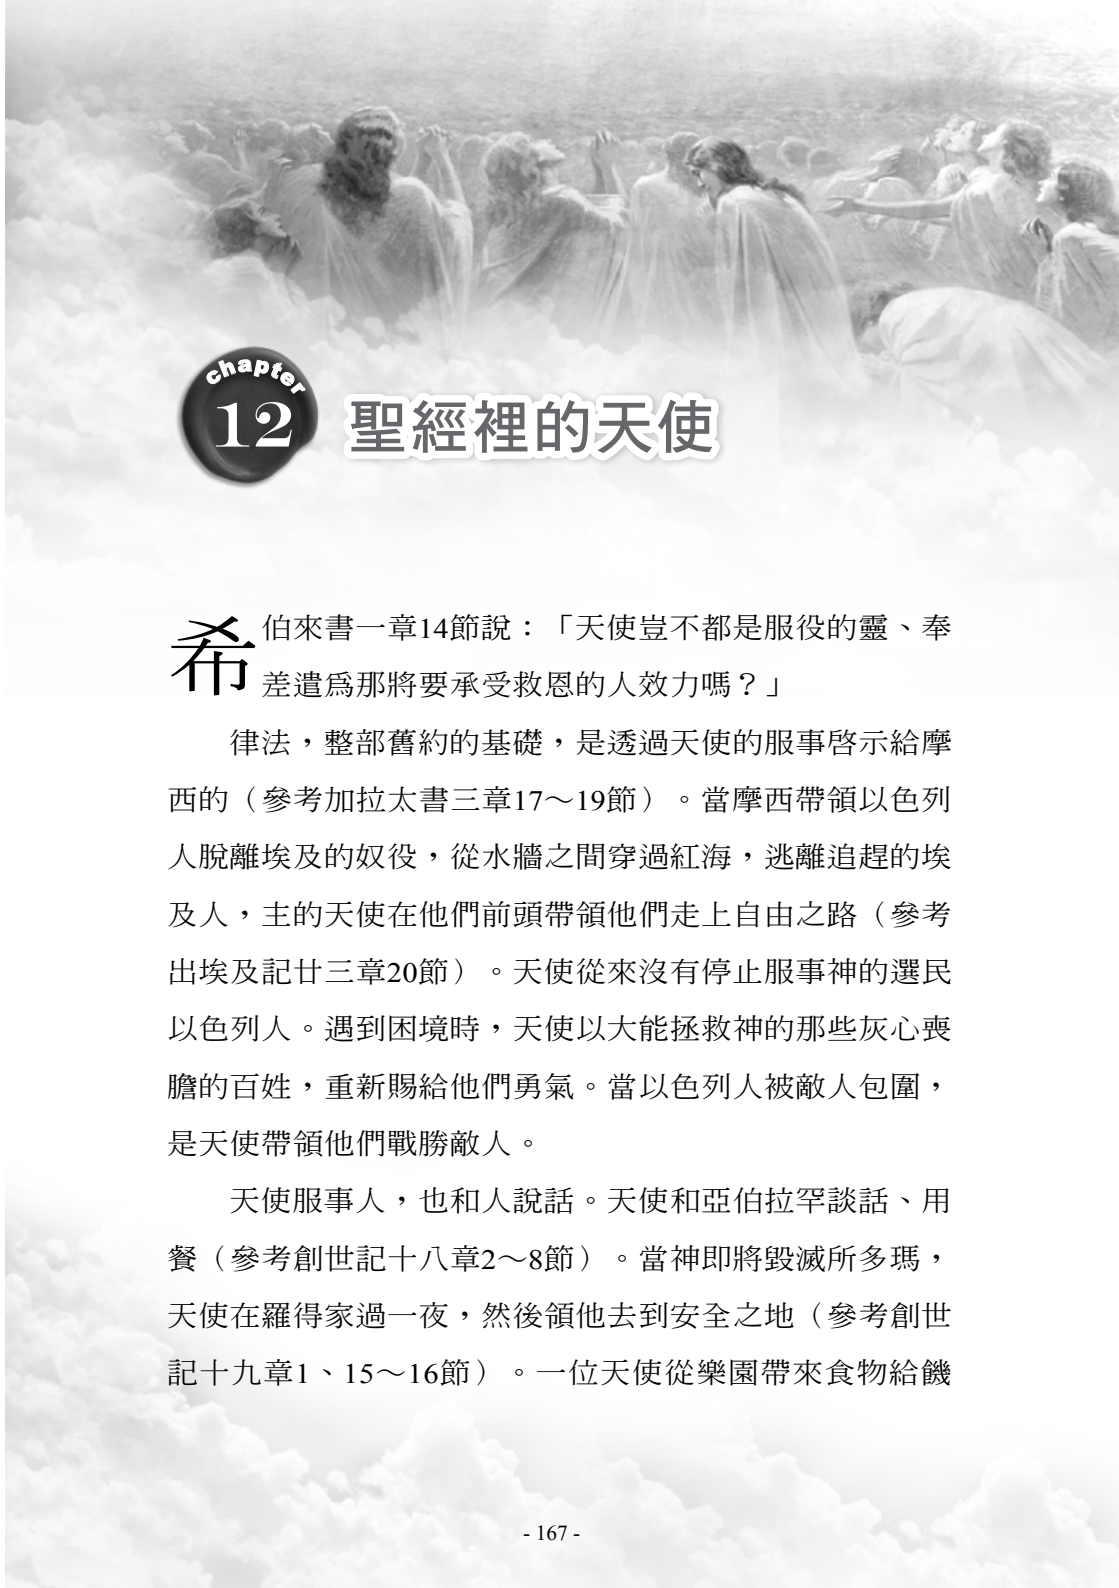 chapter
12
聖經裡的天使
希伯來書一章14節說：「天使豈不都是服役的靈、奉
差遣爲那將要承受救恩的人效力嗎？」
律法，整部舊約的基礎，是透過天使的服事啓示給摩
西的（參考加拉太書三章17～19節）。當摩西帶領以色列
人脫離埃及的奴役，從水牆之間穿過紅海，逃離追趕的埃
及人，主的天使在他們前頭帶領他們走上自由之路（參考
出埃及記廿三章20節）。天使從來沒有停止服事神的選民
以色列人。遇到困境時，天使以大能拯救神的那些灰心喪
膽的百姓，重新賜給他們勇氣。當以色列人被敵人包圍，
是天使帶領他們戰勝敵人。
天使服事人，也和人說話。天使和亞伯拉罕談話、用
餐（參考創世記十八章2～8節）。當神即將毀滅所多瑪，
天使在羅得家過一夜，然後領他去到安全之地（參考創世
記十九章1、15～16節）。一位天使從樂園帶來食物給饑
- 167 -